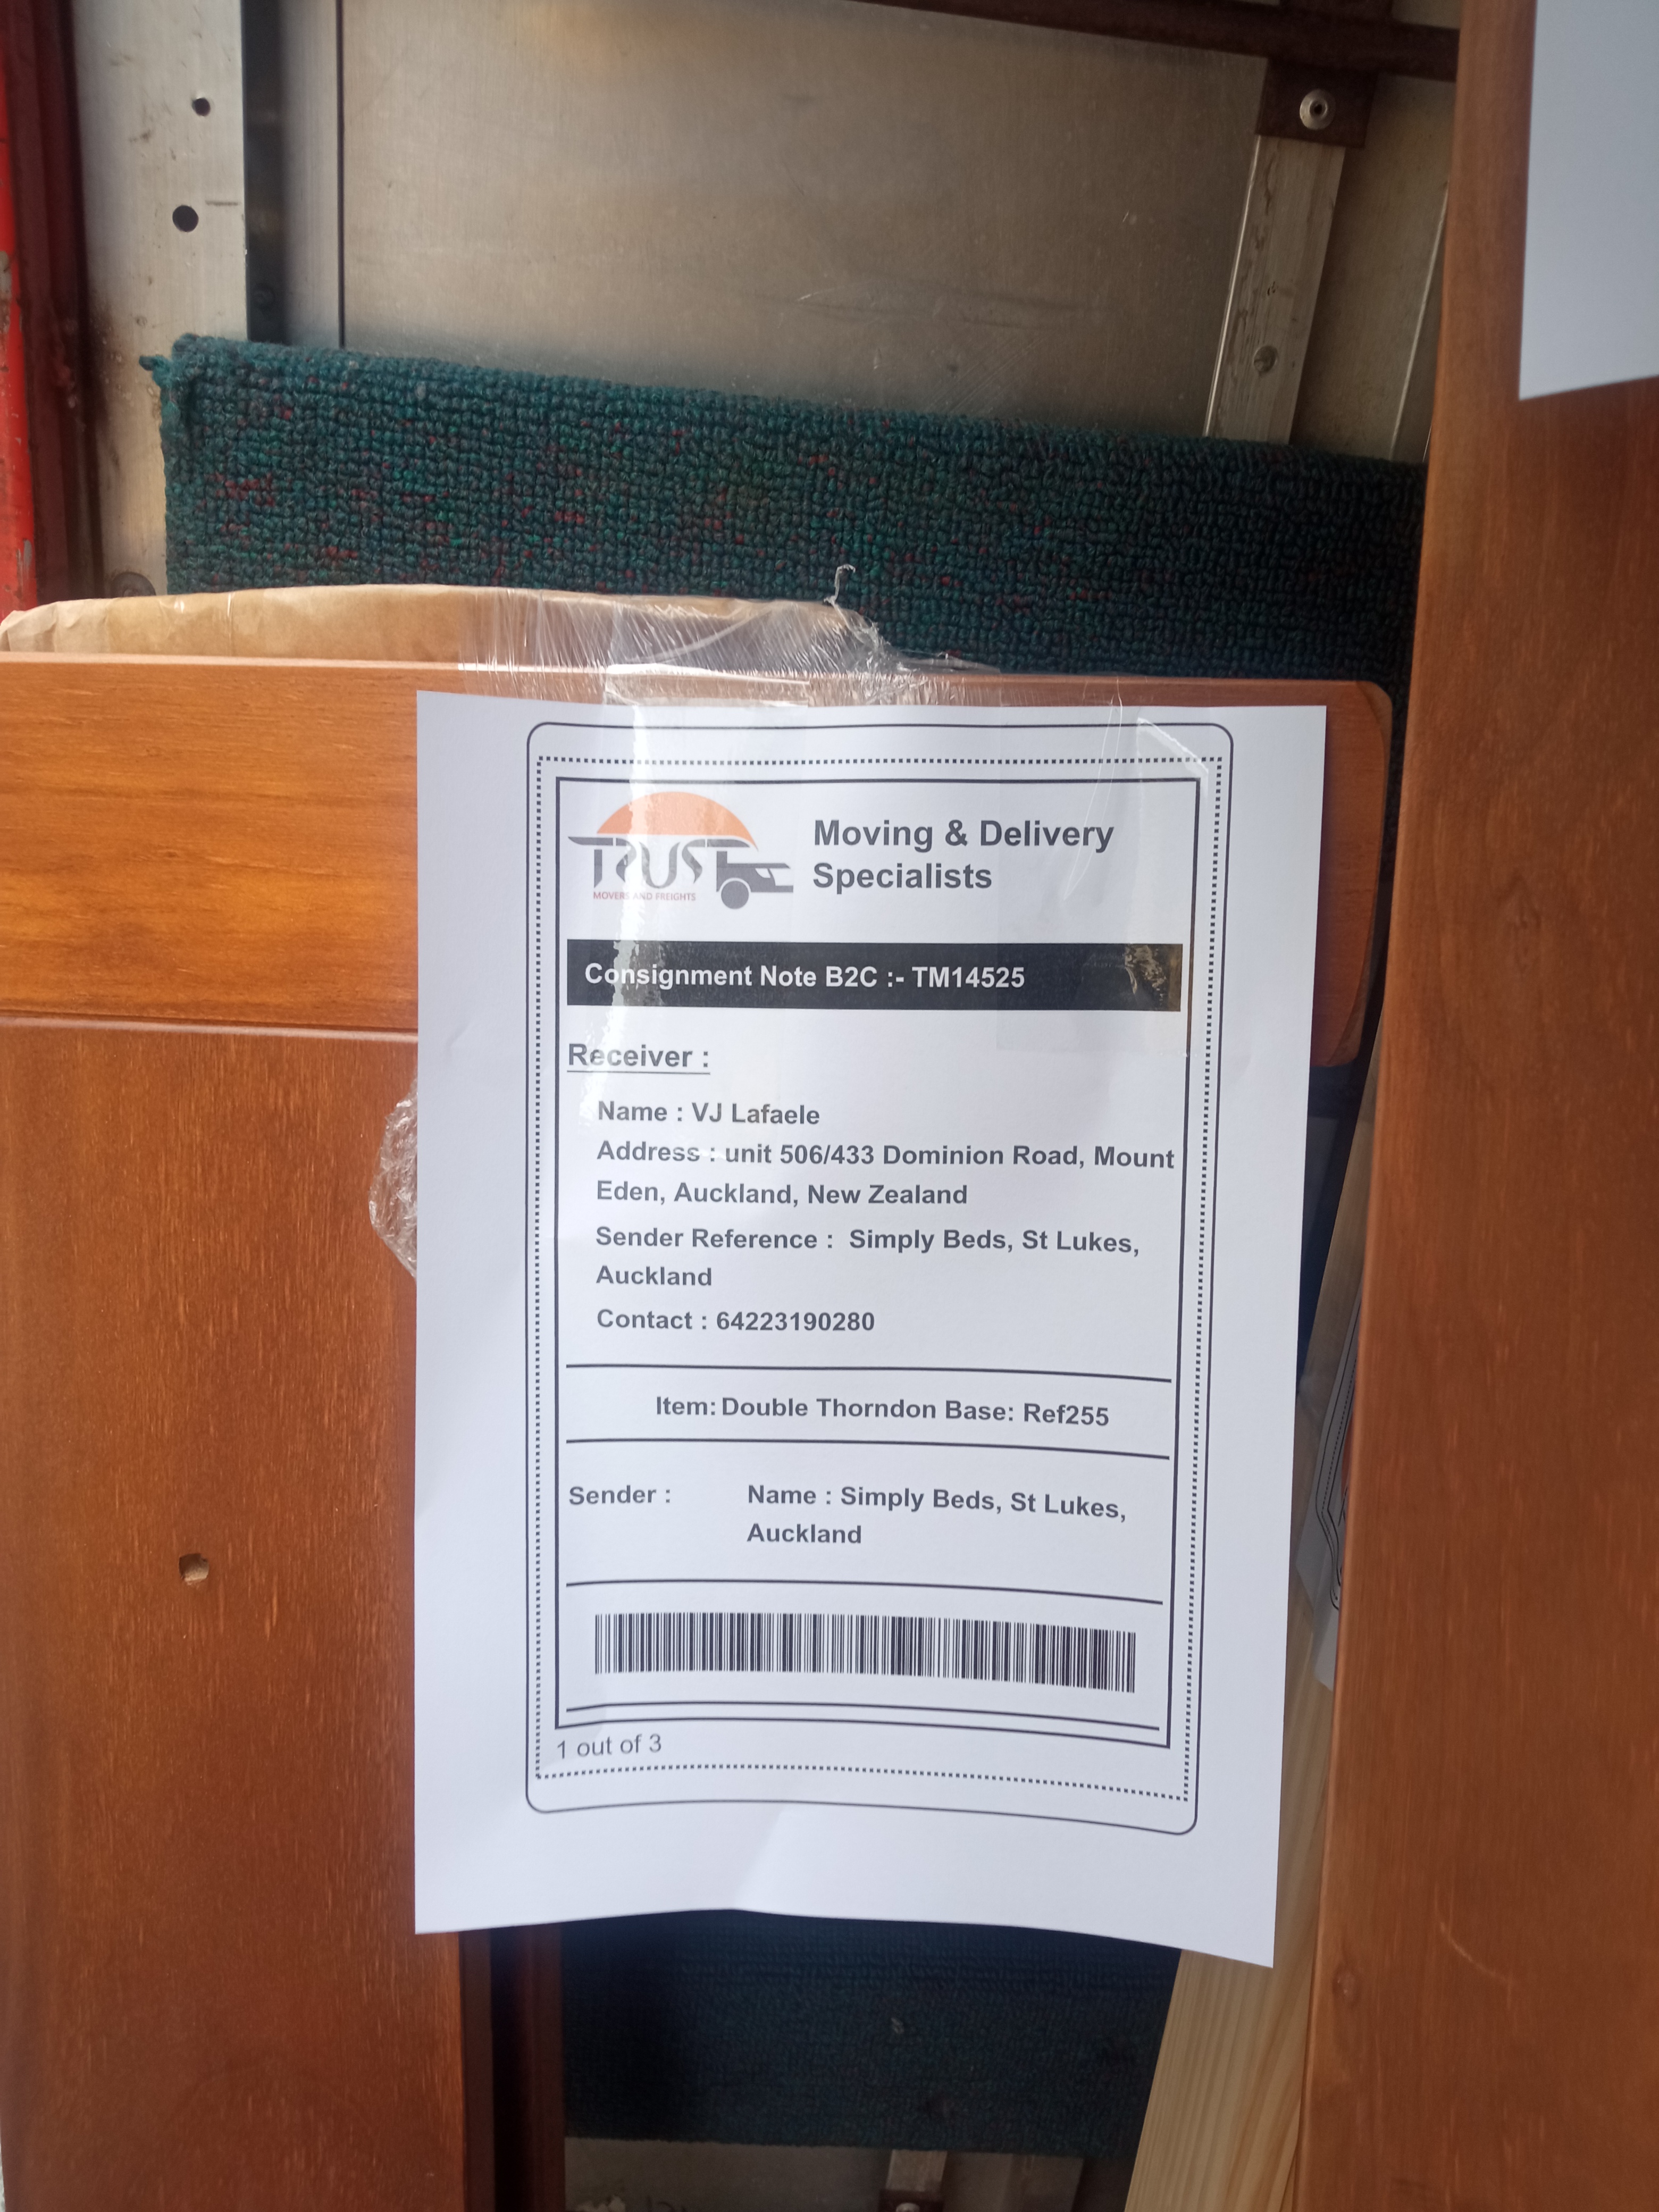 TRUST
MOVERS AND FREIGHTS
Moving & Delivery
Specialists
Consignment Note B2C :- TM14525
Receiver :
Name : VJ Lafaele
Address : unit 506/433 Dominion Road, Mount
Eden, Auckland, New Zealand
Sender Reference : Simply Beds, St Lukes,
Auckland
Contact : 64223190280
Item: Double Thorndon Base: Ref255
Sender :
Name : Simply Beds, St Lukes,
Auckland
1 out of 3